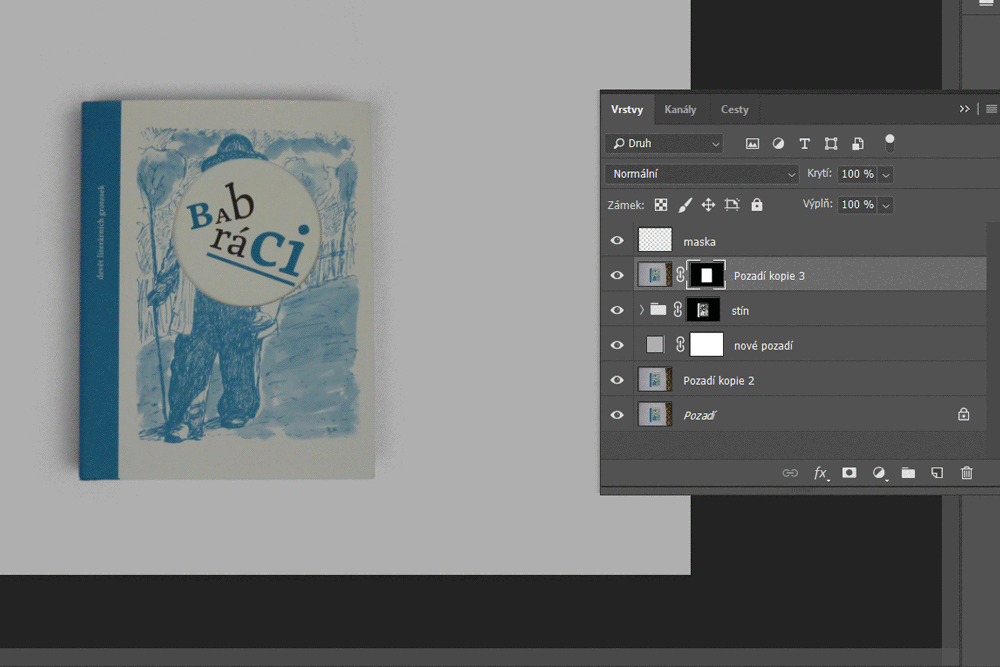 devět literárních grotesek
Bab
ráci
Vrstvy Kanály Cesty
Druh
Normální Krytí: 100 %
Zámek: Výplň: 100 %
maska
Pozadí kopie 3
stín
nové pozadí
Pozadí kopie 2
Pozadí
fx